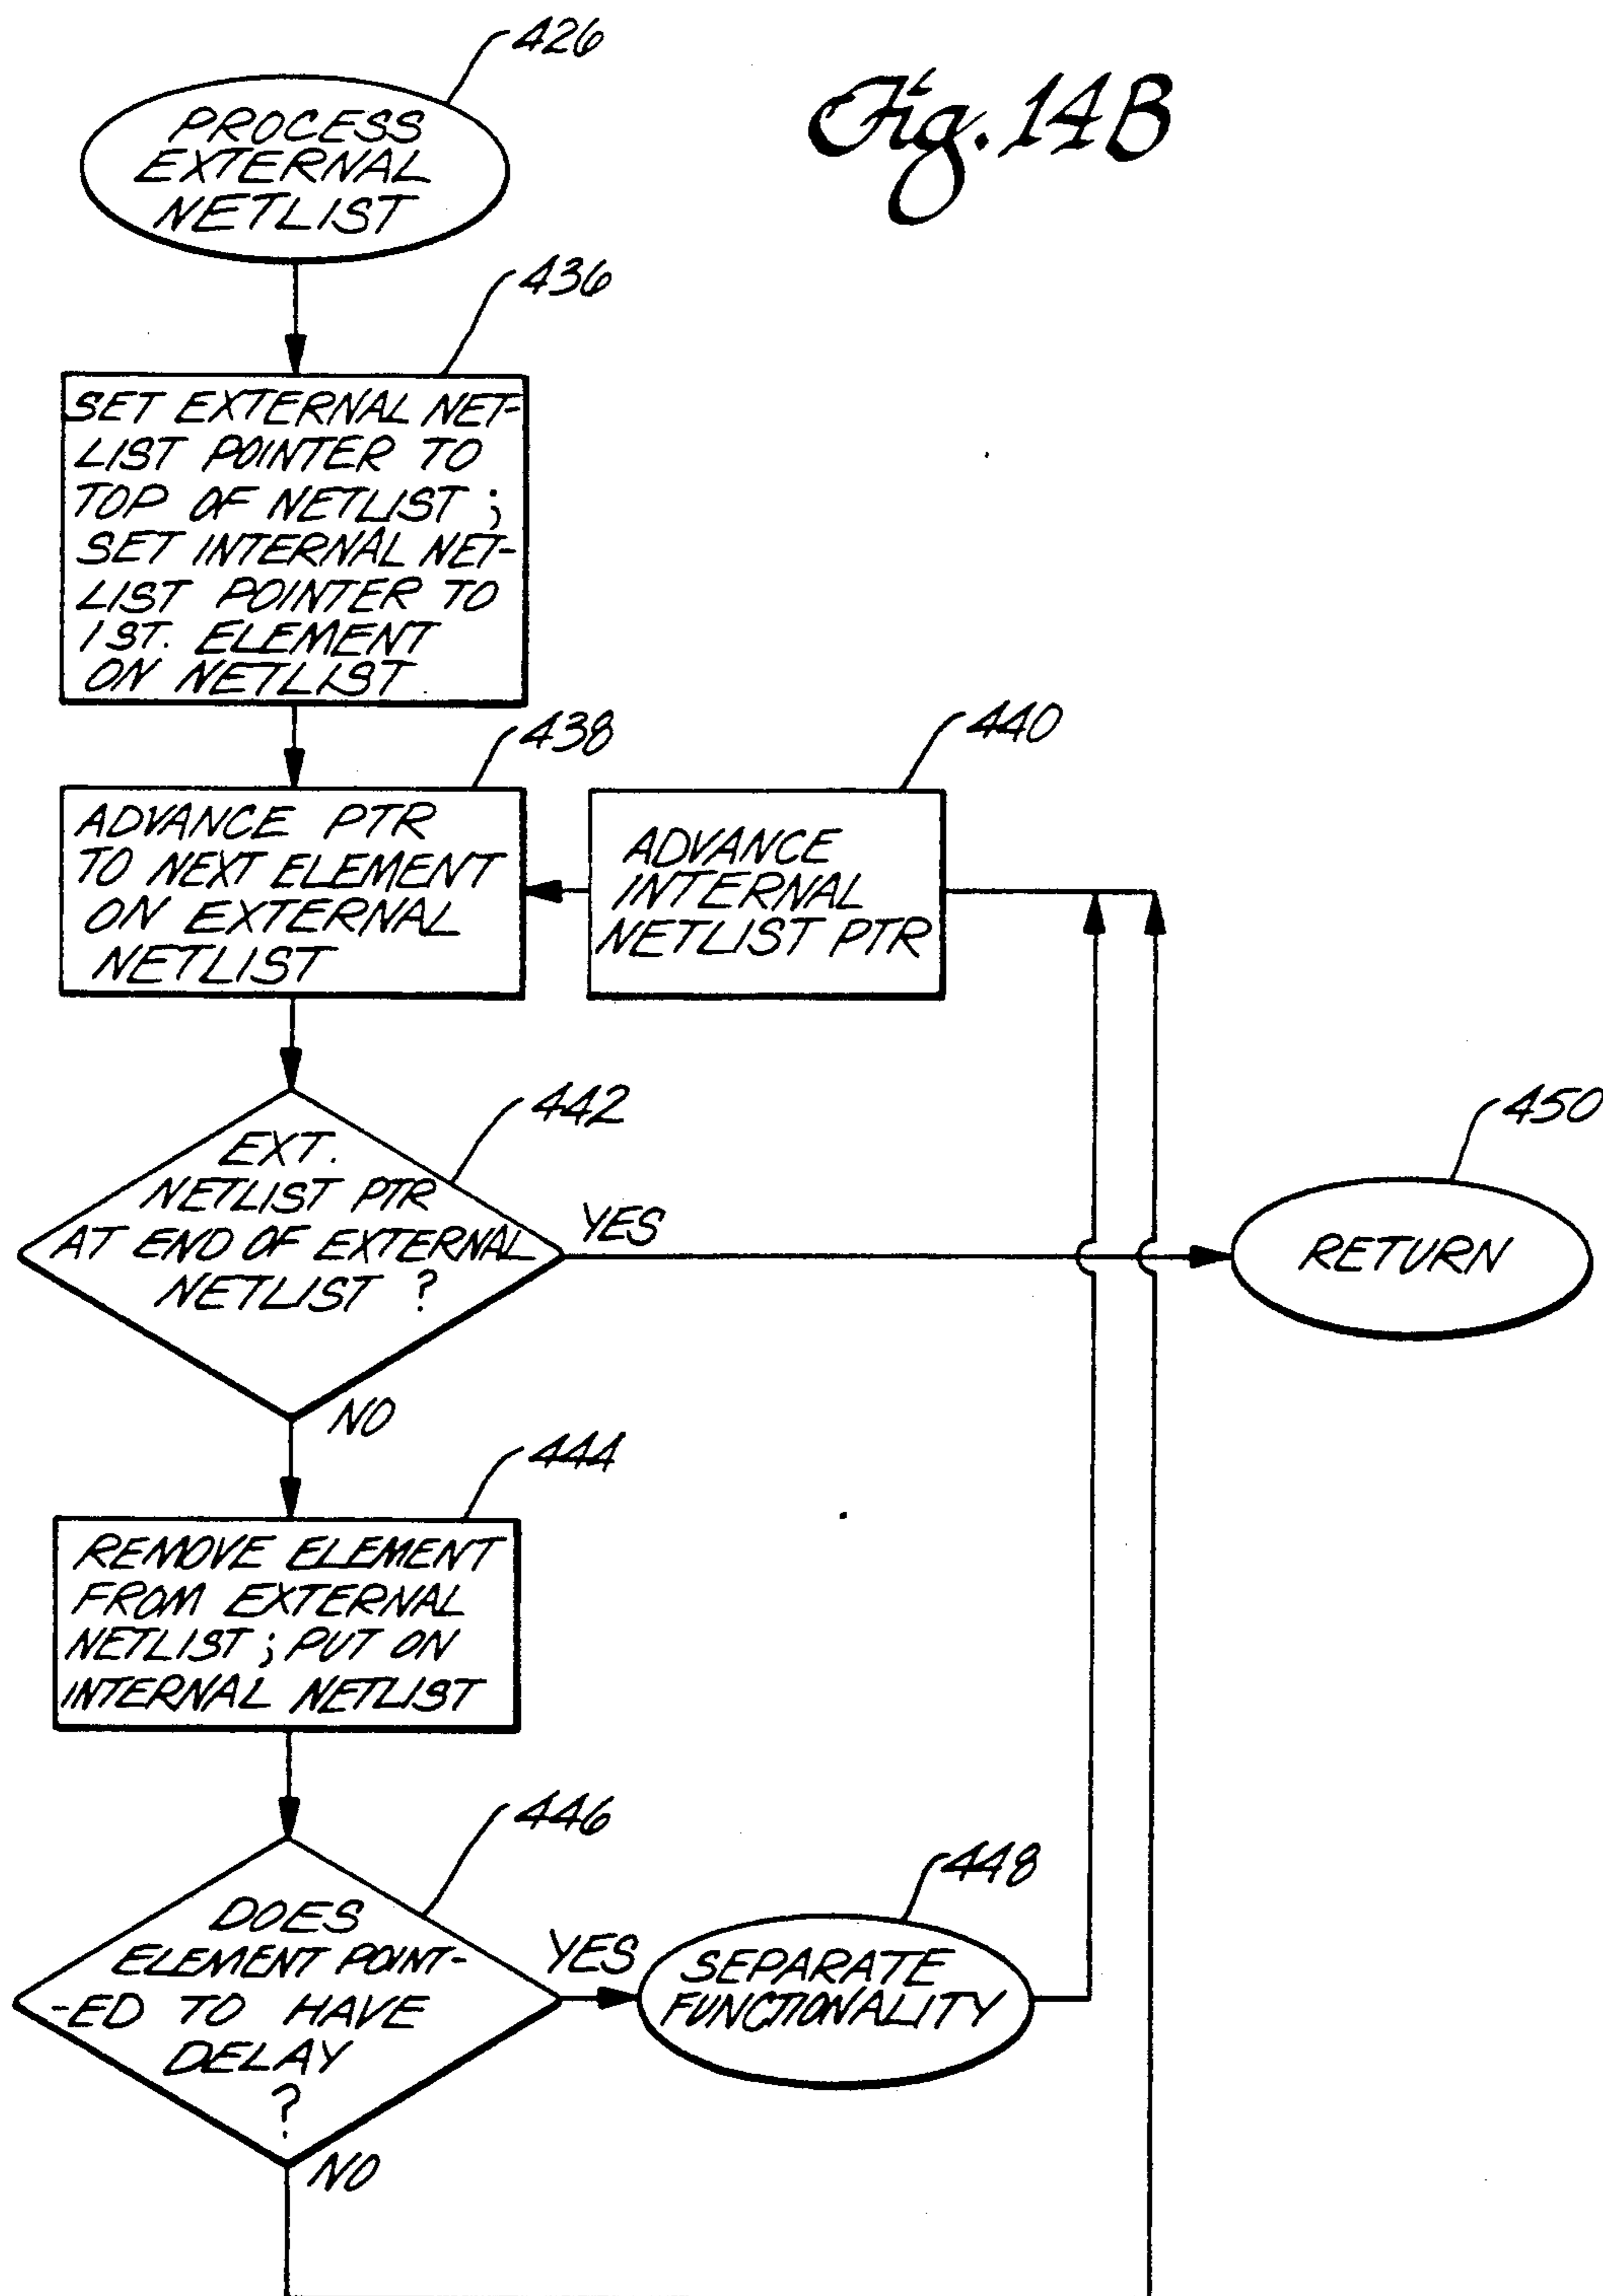 Fig. 14B
426
PROCESS
EXTERNAL
NETLIST
436
SET EXTERNAL NET-
LIST POINTER TO
TOP OF NETLIST ;
SET INTERNAL NET-
LIST POINTER TO
1ST. ELEMENT
ON NETLIST
438
ADVANCE PTR
TO NEXT ELEMENT
ON EXTERNAL
NETLIST
440
ADVANCE
INTERNAL
NETLIST PTR
442
EXT.
NETLIST PTR
AT END OF EXTERNAL
NETLIST ?
YES
450
RETURN
NO
444
REMOVE ELEMENT
FROM EXTERNAL
NETLIST ; PUT ON
INTERNAL NETLIST
446
DOES
ELEMENT POINT-
-ED TO HAVE
DELAY
?
YES
448
SEPARATE
FUNCTIONALITY
NO